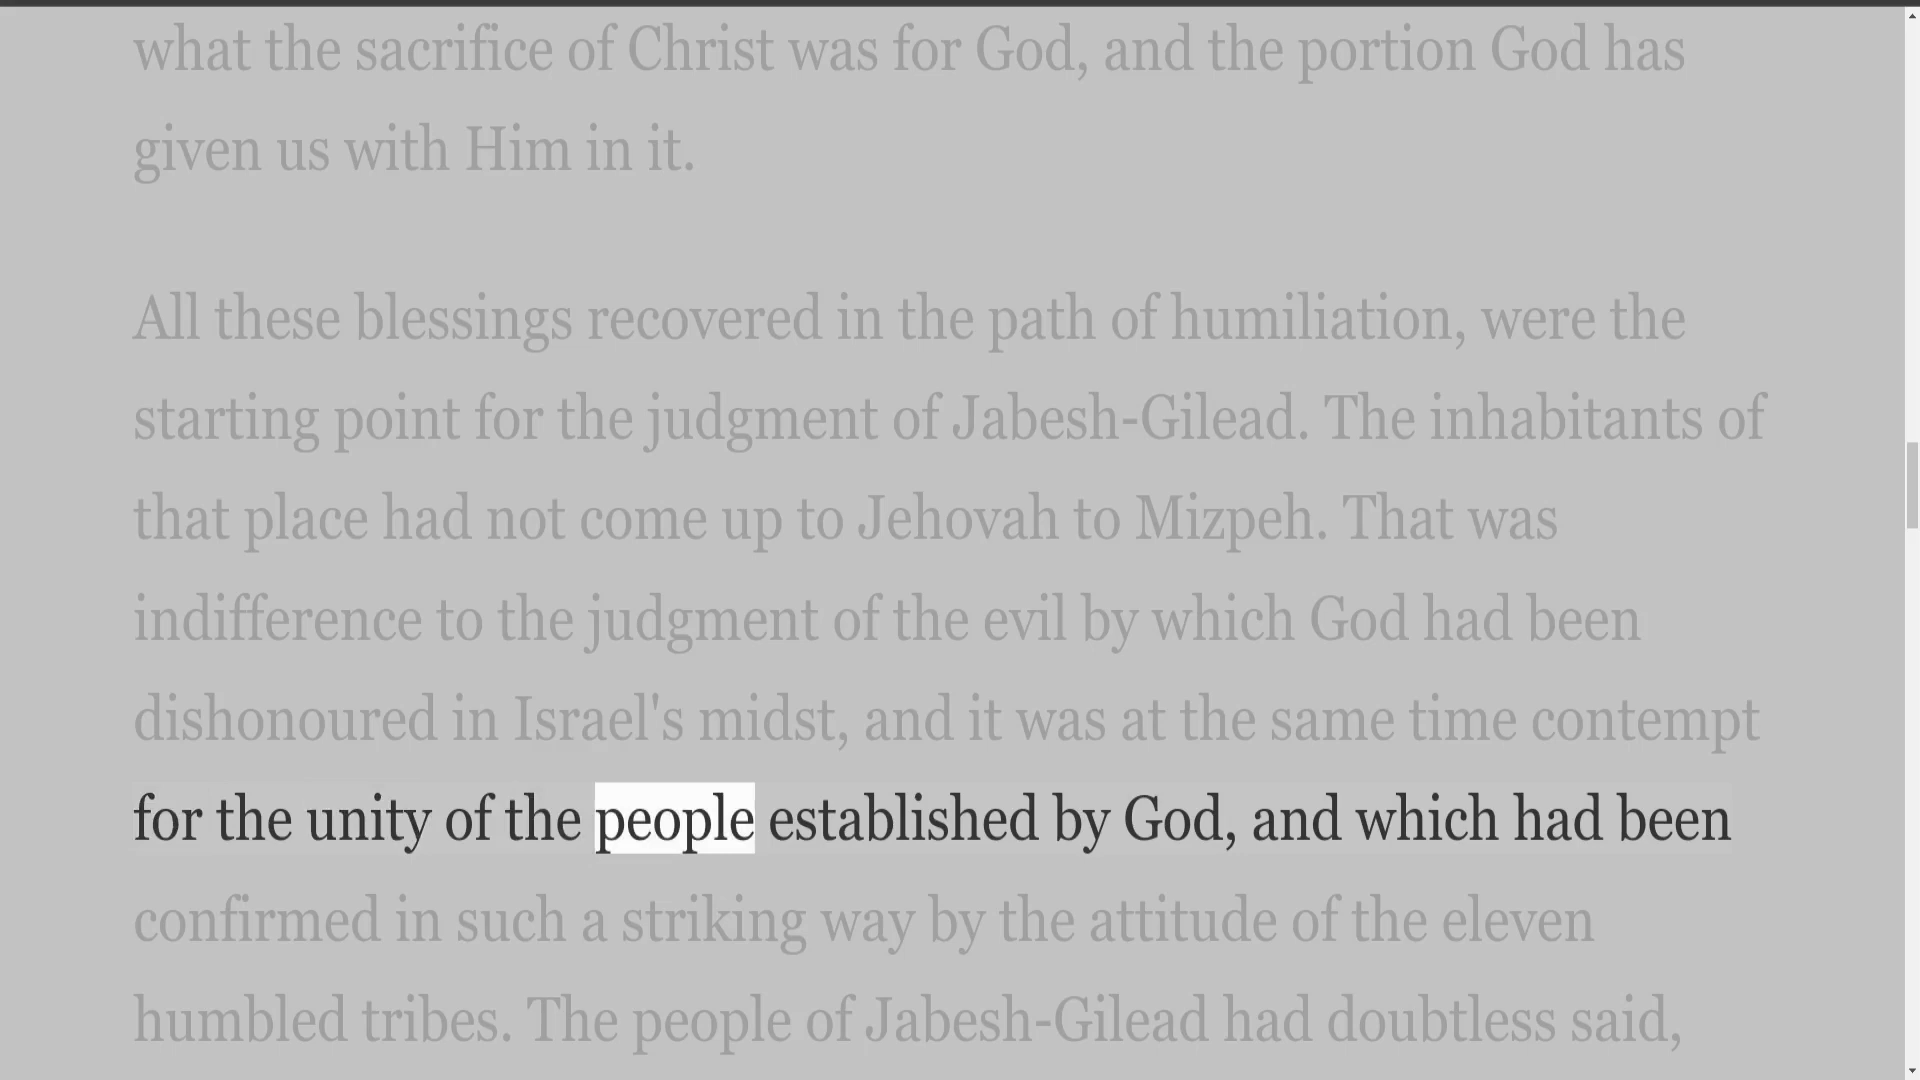 what the sacrifice of Christ was for God, and the portion God has
given us with Him in it.
All these blessings recovered in the path of humiliation, were the
starting point for the judgment of Jabesh-Gilead. The inhabitants of
that place had not come up to Jehovah to Mizpeh. That was
indifference to the judgment of the evil by which God had been
dishonoured in Israel's midst, and it was at the same time contempt
for the unity of the people established by God, and which had been
confirmed in such a striking way by the attitude of the eleven
humbled tribes. The people of Jabesh-Gilead had doubtless said,